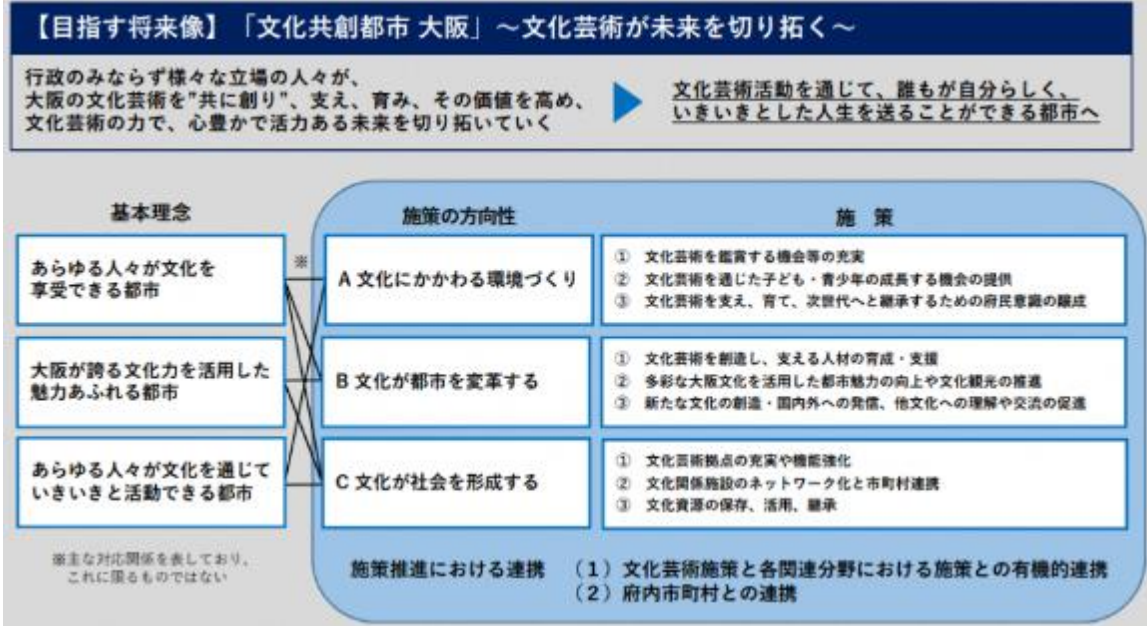 【目指す将来像】「文化共創都市 大阪」～文化芸術が未来を切り拓く～
行政のみならず様々な立場の人々が、
大阪の文化芸術を”共に創り”、支え、育み、その価値を高め、
文化芸術の力で、心豊かで活力ある未来を切り拓いていく
文化芸術活動を通じて、誰もが自分らしく、
いきいきとした人生を送ることができる都市へ
基本理念
施策の方向性
施 策
あらゆる人々が文化を
享受できる都市
※
A 文化にかかわる環境づくり
① 文化芸術を鑑賞する機会等の充実
② 文化芸術を通じた子ども・青少年の成長する機会の提供
③ 文化芸術を支え、育て、次世代へと継承するための府民意識の醸成
大阪が誇る文化力を活用した
魅力あふれる都市
B 文化が都市を変革する
① 文化芸術を創造し、支える人材の育成・支援
② 多彩な大阪文化を活用した都市魅力の向上や文化観光の推進
③ 新たな文化の創造・国内外への発信、他文化への理解や交流の促進
あらゆる人々が文化を通じて
いきいきと活動できる都市
C 文化が社会を形成する
① 文化芸術拠点の充実や機能強化
② 文化関係施設のネットワーク化と市町村連携
③ 文化資源の保存、活用、継承
※主な対応関係を表しており、
これに限るものではない
施策推進における連携 （１）文化芸術施策と各関連分野における施策との有機的連携
（２）府内市町村との連携